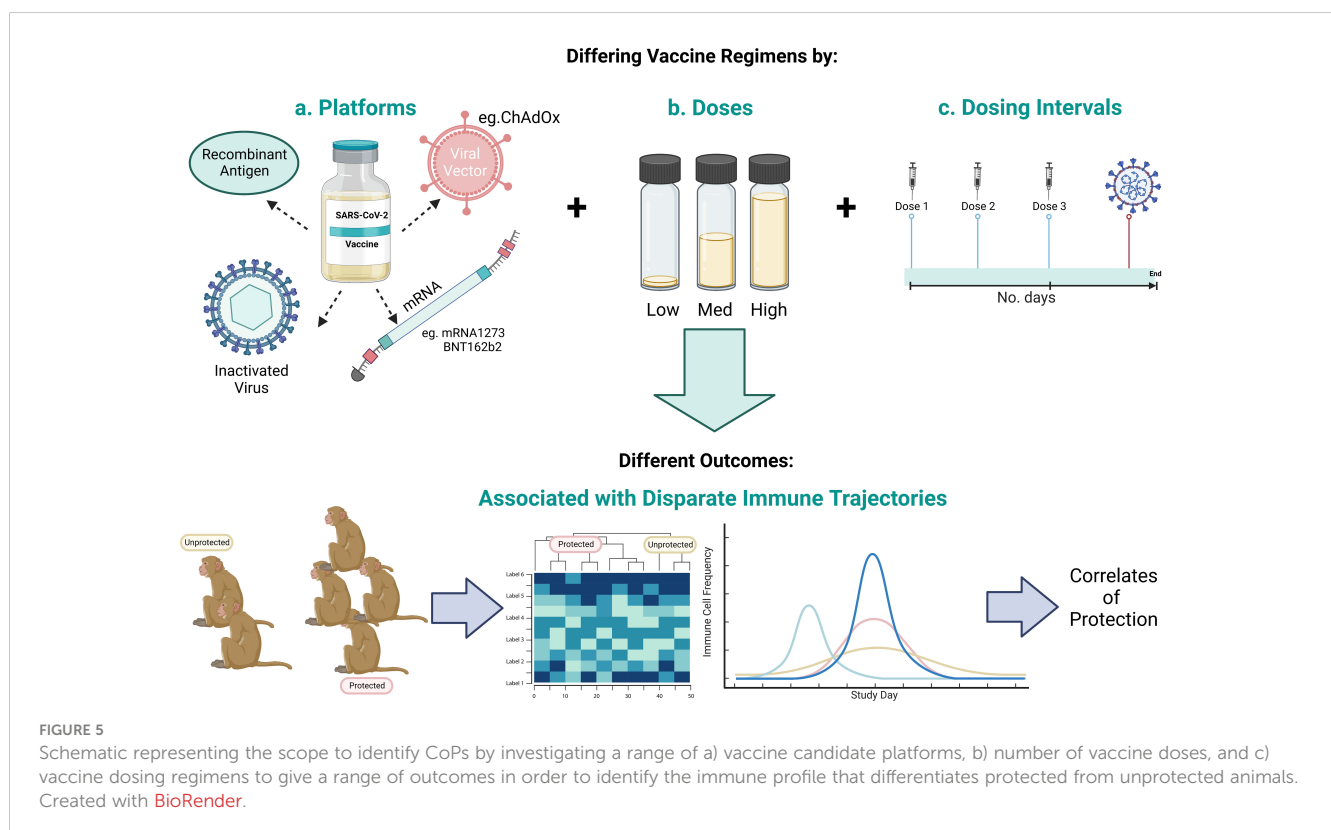 Differing Vaccine Regimens by:
a. Platforms
b. Doses
c. Dosing Intervals
Recombinant
Antigen
eg.ChAdOx
Viral
Vector
SARS-CoV-2
Vaccine
Inactivated
Virus
mRNA
eg. mRNA1273
BNT162b2
+
Low Med High
+
Dose 1 Dose 2 Dose 3
End
No. days
Different Outcomes:
Associated with Disparate Immune Trajectories
Unprotected
Protected
Protected Unprotected
Label 6
Label 5
Label 4
Label 3
Label 2
Label 1
0 10 20 30 40 50
Immune Cell Frequency
Study Day
Correlates
of
Protection
FIGURE 5
Schematic representing the scope to identify CoPs by investigating a range of a) vaccine candidate platforms, b) number of vaccine doses, and c)
vaccine dosing regimens to give a range of outcomes in order to identify the immune profile that differentiates protected from unprotected animals.
Created with BioRender.